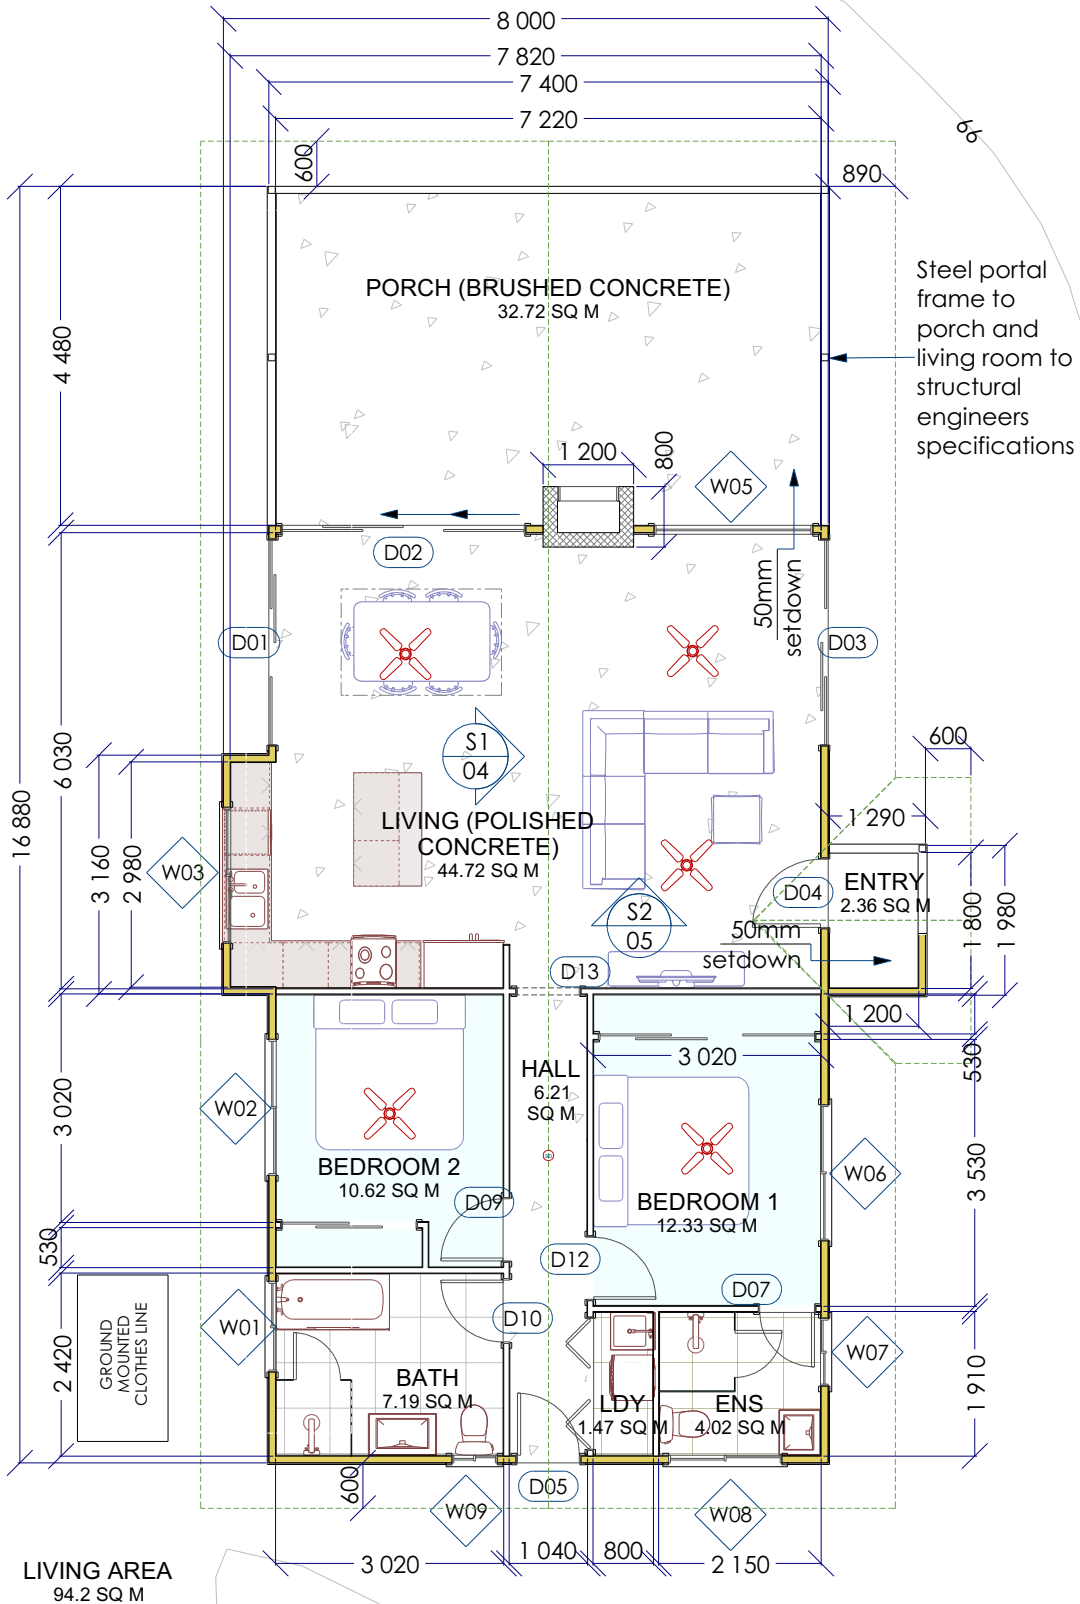 8 000
7 820
7 400
7 220
600
890
99
PORCH (BRUSHED CONCRETE)
32.72 SQ M
Steel portal
frame to
porch and
living room to
structural
engineers
specifications
4 480
1 200
800
W05
D02
50mm
setdown
D01
D03
6 030
16 880
S1
04
600
3 160
2 980
1 290
LIVING (POLISHED
CONCRETE)
44.72 SQ M
W03
D04
ENTRY
2.36 SQ M
1 800
1 980
S2
05
50mm
setdown
D13
1 200
530
3 020
HALL
6.21
SQ M
3 020
W02
W06
3 530
BEDROOM 2
10.62 SQ M
D09
BEDROOM 1
12.33 SQ M
530
D12
D07
GROUND
MOUNTED
CLOTHES LINE
W01
D10
W07
2 420
BATH
7.19 SQ M
LDY
1.47 SQ M
ENS
4.02 SQ M
1 910
600
D05
W09
W08
3 020
1 040
800
2 150
LIVING AREA
94.2 SQ M